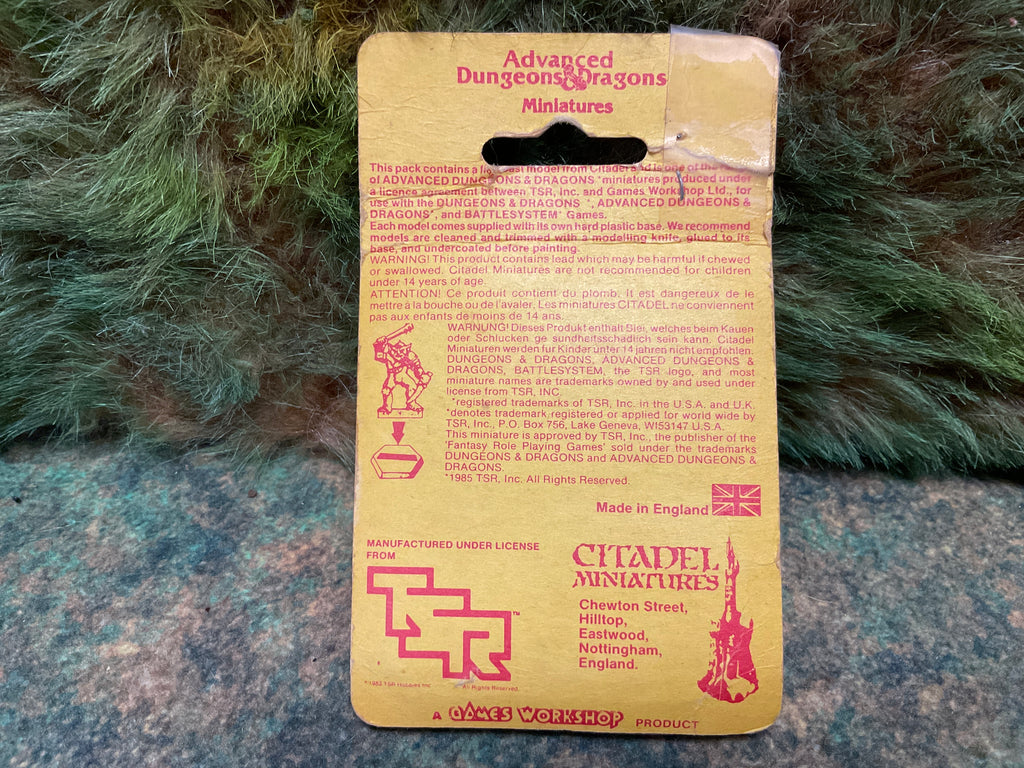 Advanced
Dungeons & Dragons
Miniatures
This pack contains a model from Citadel and is one of the
of ADVANCED DUNGEONS & DRAGONS *miniatures produced under
a licence agreement between TSR, Inc. and Games Workshop Ltd., for
use with the DUNGEONS & DRAGONS *, ADVANCED DUNGEONS &
DRAGONS*, and BATTLESYSTEM* Games.
Each model comes supplied with its own hard plastic base. We recommend
models are cleaned and trimmed with a modelling knife, glued to its
base, and undercoated before painting.
WARNING! This product contains lead which may be harmful if chewed
or swallowed. Citadel Miniatures are not recommended for children
under 14 years of age.
ATTENTION! Ce produit contient du plomb. It est dangereux de le
mettre à la bouche ou de l'avaler. Les miniatures CITADEL ne conviennent
pas aux enfants de moins de 14 ans.
WARNUNG! Dieses Produkt enthalt Blei, welches beim Kauen
oder Schlucken ge sundheitsschadlich sein kann. Citadel
Miniaturen werden fur Kinder unter 14 jahren nicht empfohlen.
DUNGEONS & DRAGONS, ADVANCED DUNGEONS &
DRAGONS, BATTLESYSTEM, the TSR logo, and most
miniature names are trademarks owned by and used under
license from TSR, INC.
*registered trademarks of TSR, Inc. in the U.S.A. and U.K.
*denotes trademark registered or applied for world wide by
TSR, Inc., P.O. Box 756, Lake Geneva, WI53147 U.S.A.
This miniature is approved by TSR, Inc., the publisher of the
'Fantasy Role Playing Games' sold under the trademarks
DUNGEONS & DRAGONS and ADVANCED DUNGEONS &
DRAGONS.
*1985 TSR, Inc. All Rights Reserved.
Made in England
MANUFACTURED UNDER LICENSE
FROM
TSR™
©1983 TSR Hobbies Inc. All Rights Reserved.
CITADEL
MINIATURES
Chewton Street,
Hilltop,
Eastwood,
Nottingham,
England.
A GAMES WORKSHOP PRODUCT